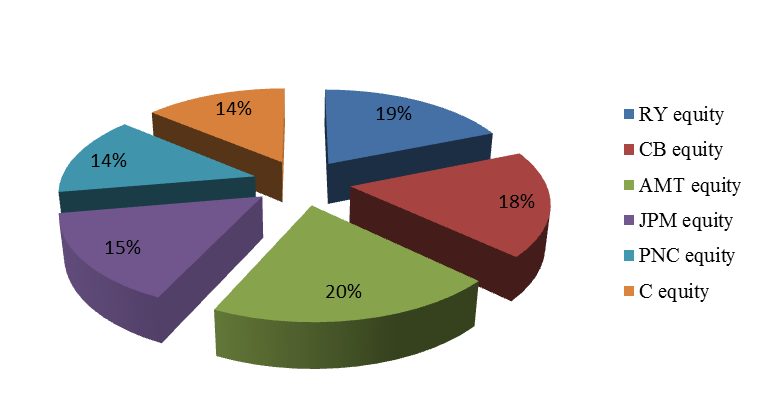 14%
19%
14%
18%
15%
20%
RY equity
CB equity
AMT equity
JPM equity
PNC equity
C equity